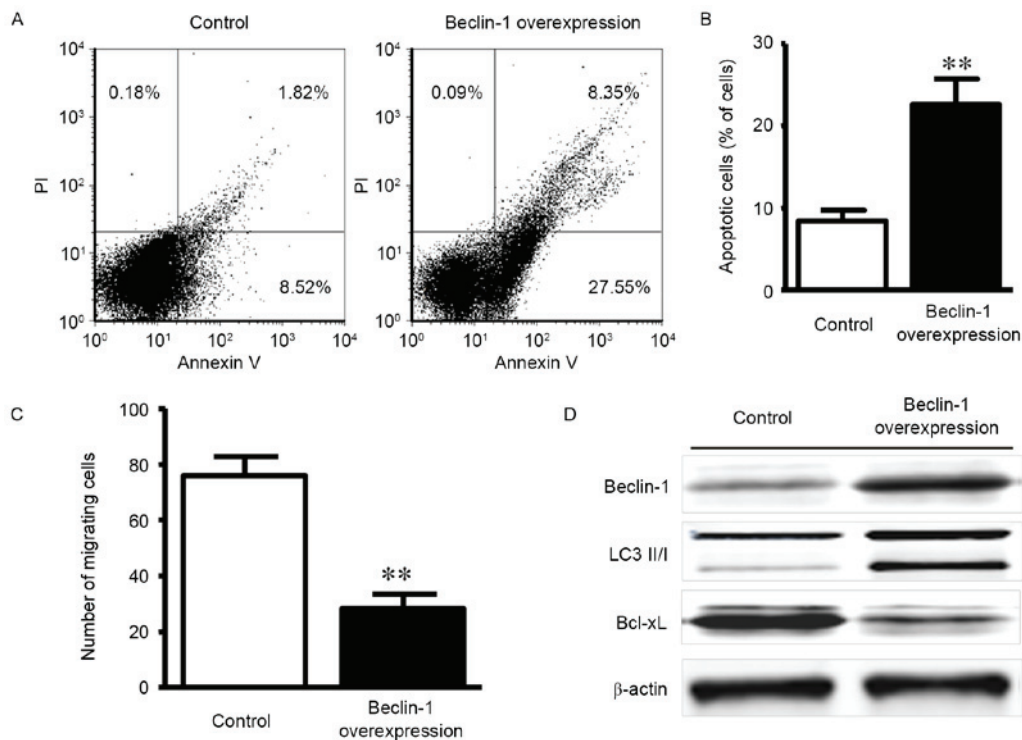 A
Control
Beclin-1 overexpression
10⁴
10³
10²
10¹
10⁰
PI
0.18%
1.82%
8.52%
10⁰ 10¹ 10² 10³ 10⁴
Annexin V
10⁴
10³
10²
10¹
10⁰
PI
0.09%
8.35%
27.55%
10⁰ 10¹ 10² 10³ 10⁴
Annexin V
B
Apoptotic cells (% of cells)
30
20
10
0
**
Control
Beclin-1
overexpression
C
Number of migrating cells
100
80
60
40
20
0
**
Control
Beclin-1
overexpression
D
Control
Beclin-1
overexpression
Beclin-1
LC3 II/I
Bcl-xL
β-actin